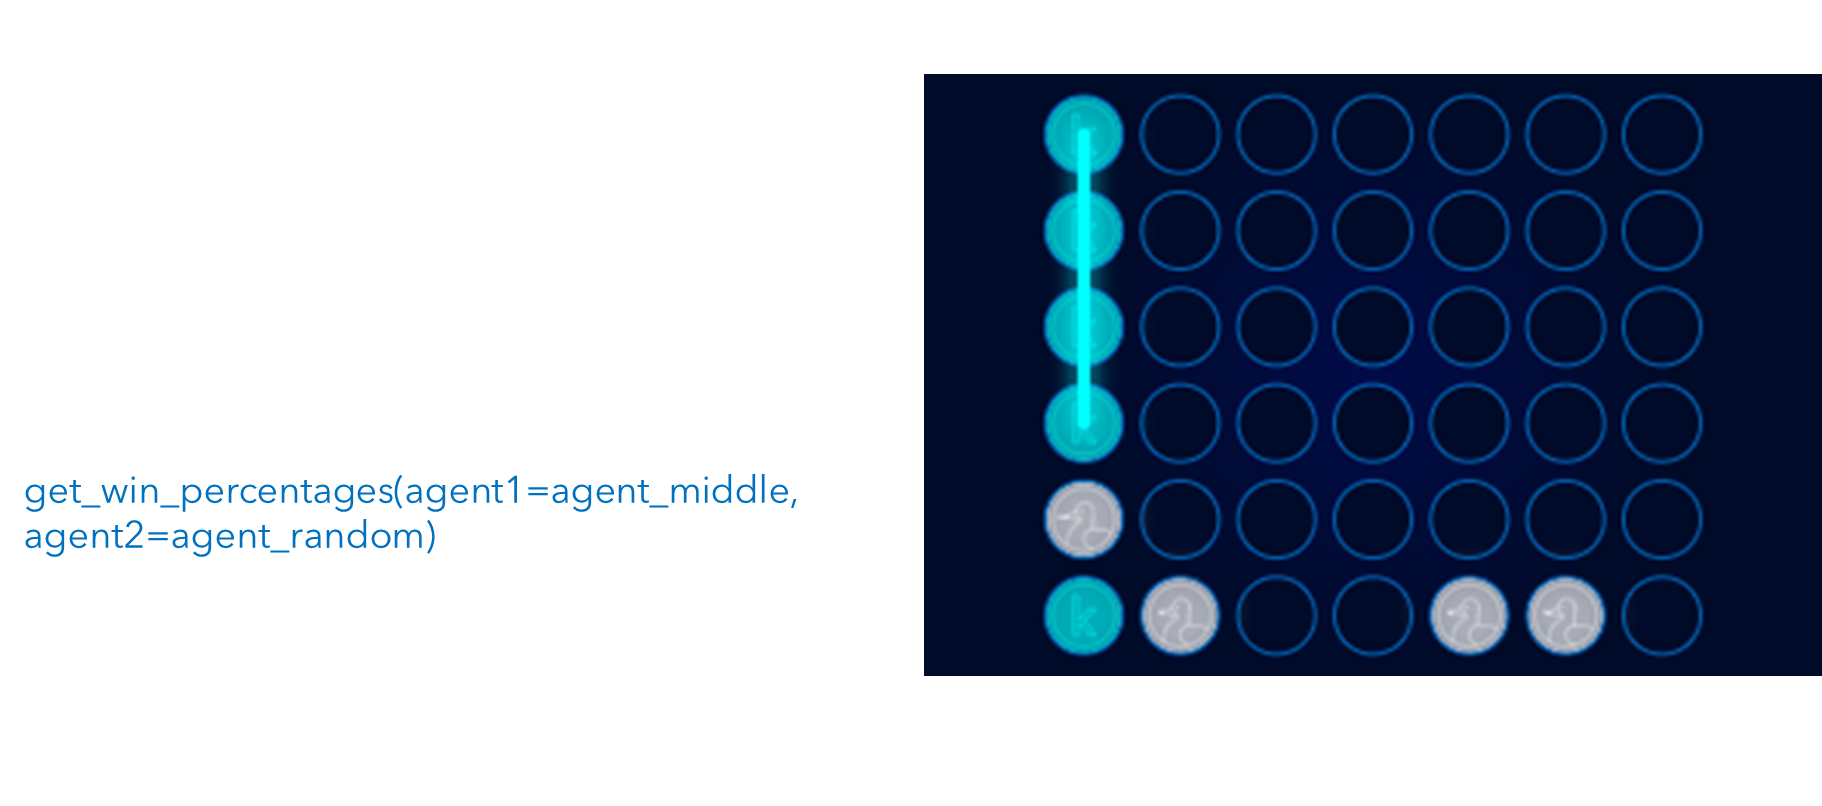 get_win_percentages(agent1=agent_middle,
agent2=agent_random)
k
k
k
k
k